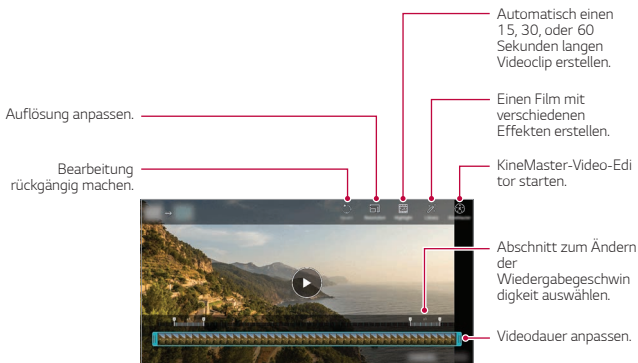 Automatisch einen
15, 30, oder 60
Sekunden langen
Videoclip erstellen.
Auflösung anpassen.
Einen Film mit
verschiedenen
Effekten erstellen.
Bearbeitung
rückgängig machen.
KineMaster-Video-Edi
tor starten.
Abschnitt zum Ändern
der
Wiedergabegeschwin
digkeit auswählen.
Videodauer anpassen.